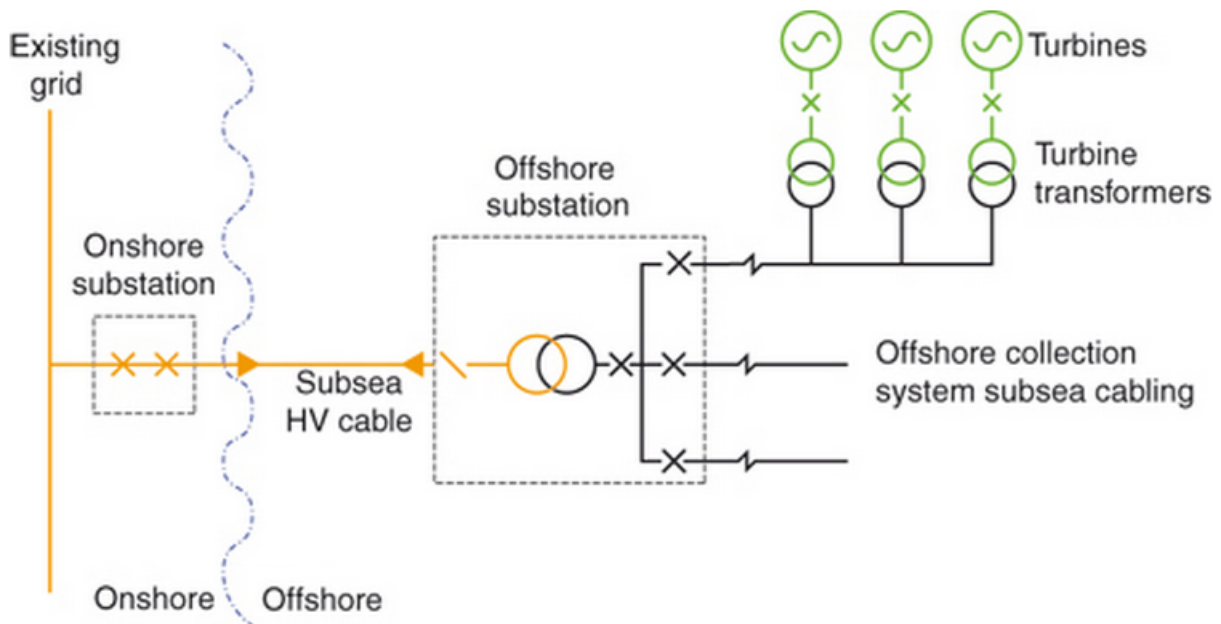 Existing
grid
Onshore
substation
Onshore
Offshore
Subsea
HV cable
Offshore
substation
Turbines
Turbine
transformers
Offshore collection
system subsea cabling